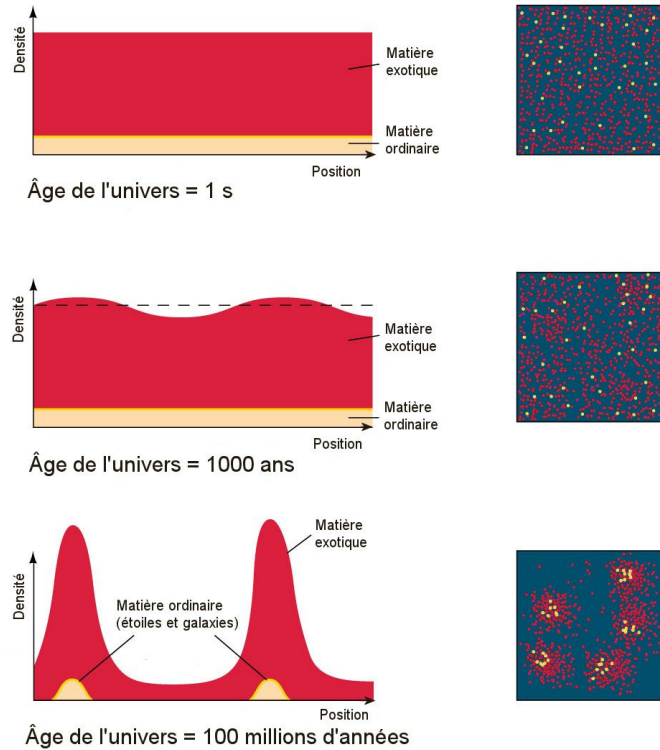 Densité
Matière
exotique
Matière
ordinaire
Position
Âge de l'univers = 1 s
Densité
Matière
exotique
Matière
ordinaire
Position
Âge de l'univers = 1000 ans
Densité
Matière
exotique
Matière ordinaire
(étoiles et galaxies)
Position
Âge de l'univers = 100 millions d'années